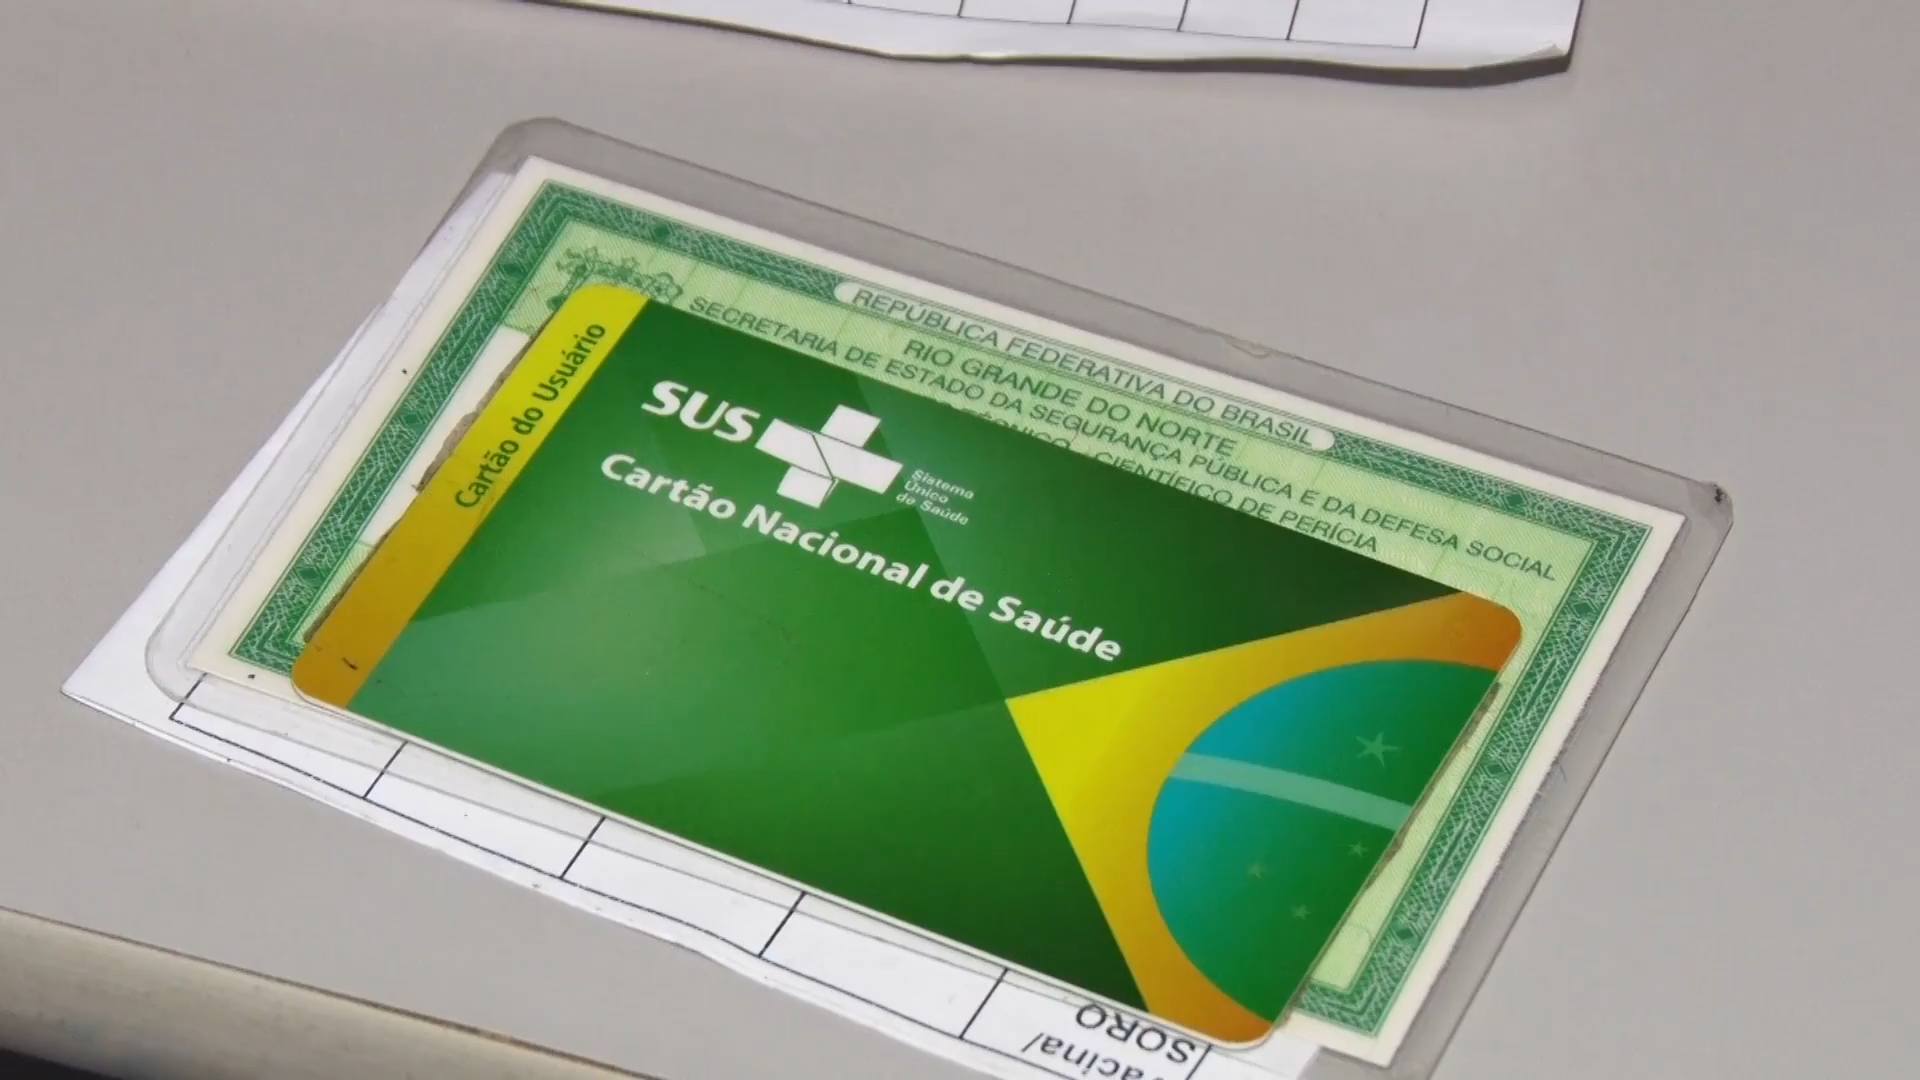 REPÚBLICA FEDERATIVA DO BRASIL
RIO GRANDE DO NORTE
SECRETARIA DE ESTADO DA SEGURANÇA PÚBLICA E DA DEFESA SOCIAL
CIENTÍFICO DE PERÍCIA
Cartão do Usuário
SUS
Sistema
Único
de Saúde
Cartão Nacional de Saúde
SORO